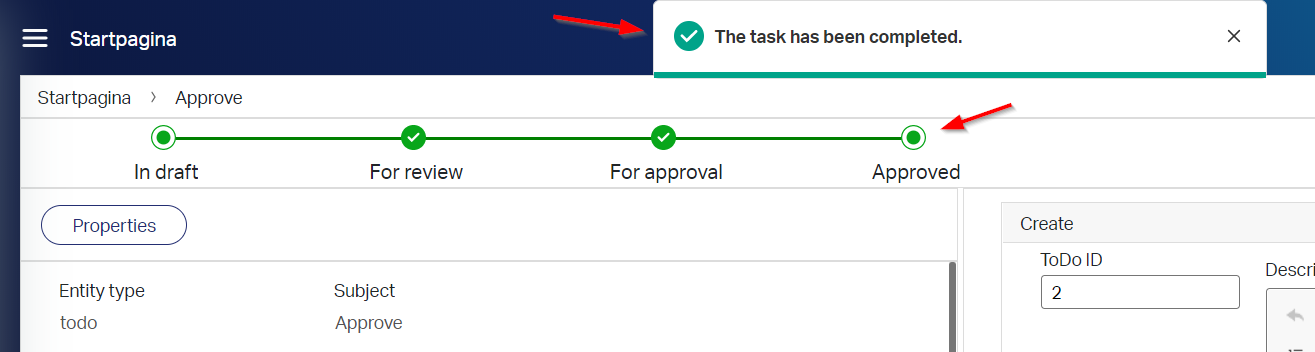 Startpagina
The task has been completed.
Startpagina > Approve
In draft
For review
For approval
Approved
Properties
Create
Entity type
Subject
todo
Approve
ToDo ID
2
Descri